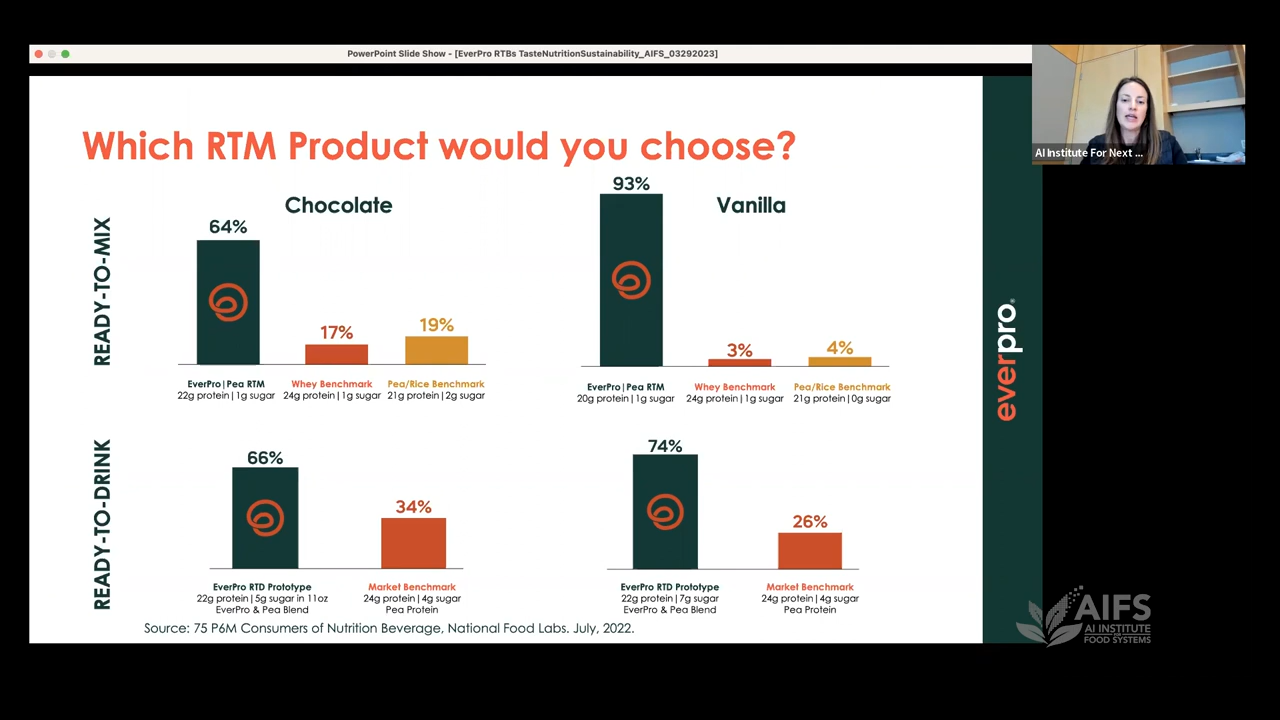 PowerPoint Slide Show - [EverPro RTBs TasteNutritionSustainability_AIFS_03292023]
AI Institute For Next ...
Which RTM Product would you choose?
READY-TO-MIX
Chocolate
64%
17%
19%
EverPro|Pea RTM
22g protein|1g sugar
Whey Benchmark
24g protein|1g sugar
Pea/Rice Benchmark
21g protein|2g sugar
Vanilla
93%
3%
4%
EverPro|Pea RTM
20g protein|1g sugar
Whey Benchmark
24g protein|1g sugar
Pea/Rice Benchmark
21g protein|0g sugar
READY-TO-DRINK
66%
34%
EverPro RTD Prototype
22g protein|5g sugar in 11oz
EverPro & Pea Blend
Market Benchmark
24g protein|4g sugar
Pea Protein
74%
26%
EverPro RTD Prototype
22g protein|7g sugar
EverPro & Pea Blend
Market Benchmark
24g protein|4g sugar
Pea Protein
Source: 75 P6M Consumers of Nutrition Beverage, National Food Labs. July, 2022.
everpro®
AIFS
AI INSTITUTE
FOR
FOOD SYSTEMS